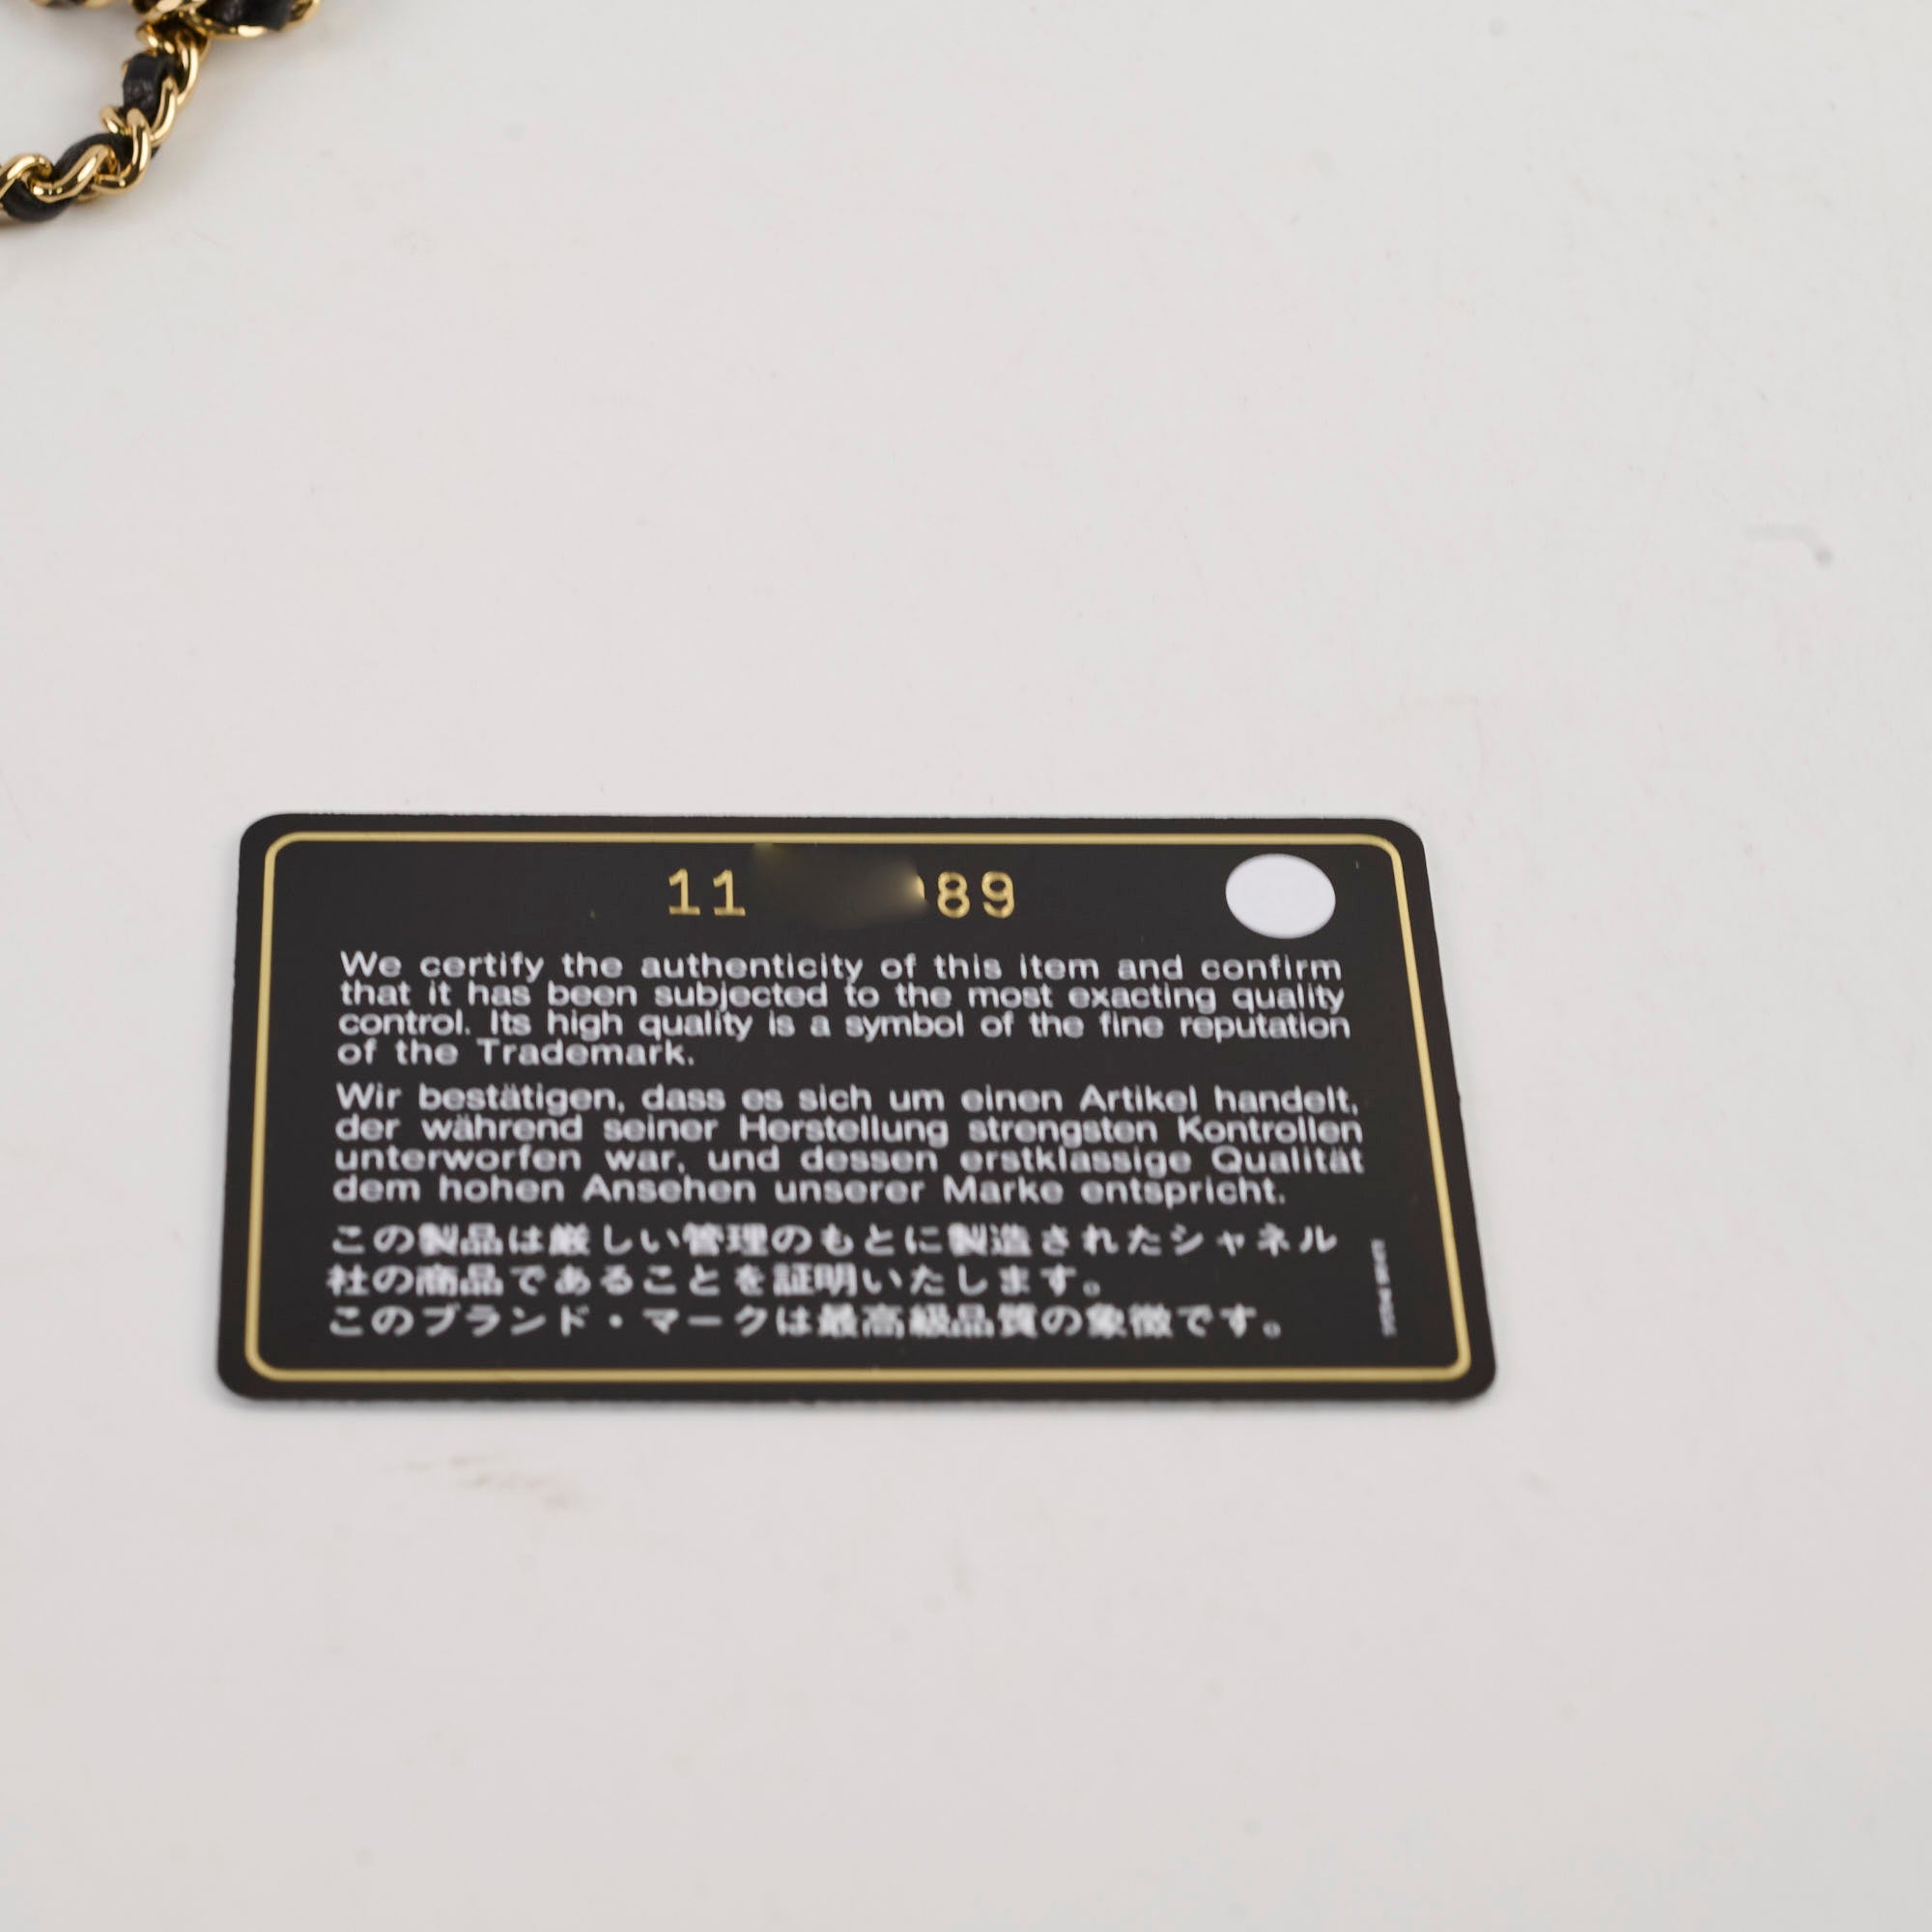 11 89
We certify the authenticity of this item and confirm
that it has been subjected to the most exacting quality
control. Its high quality is a symbol of the fine reputation
of the Trademark.
Wir bestätigen, dass es sich um einen Artikel handelt,
der während seiner Herstellung strengsten Kontrollen
unterworfen war, und dessen erstklassige Qualität
dem hohen Ansehen unserer Marke entspricht.
この製品は厳しい管理のもとに製造されたシャネル
社の商品であることを証明いたします。
このブランド・マークは最高級品質の象徴です。